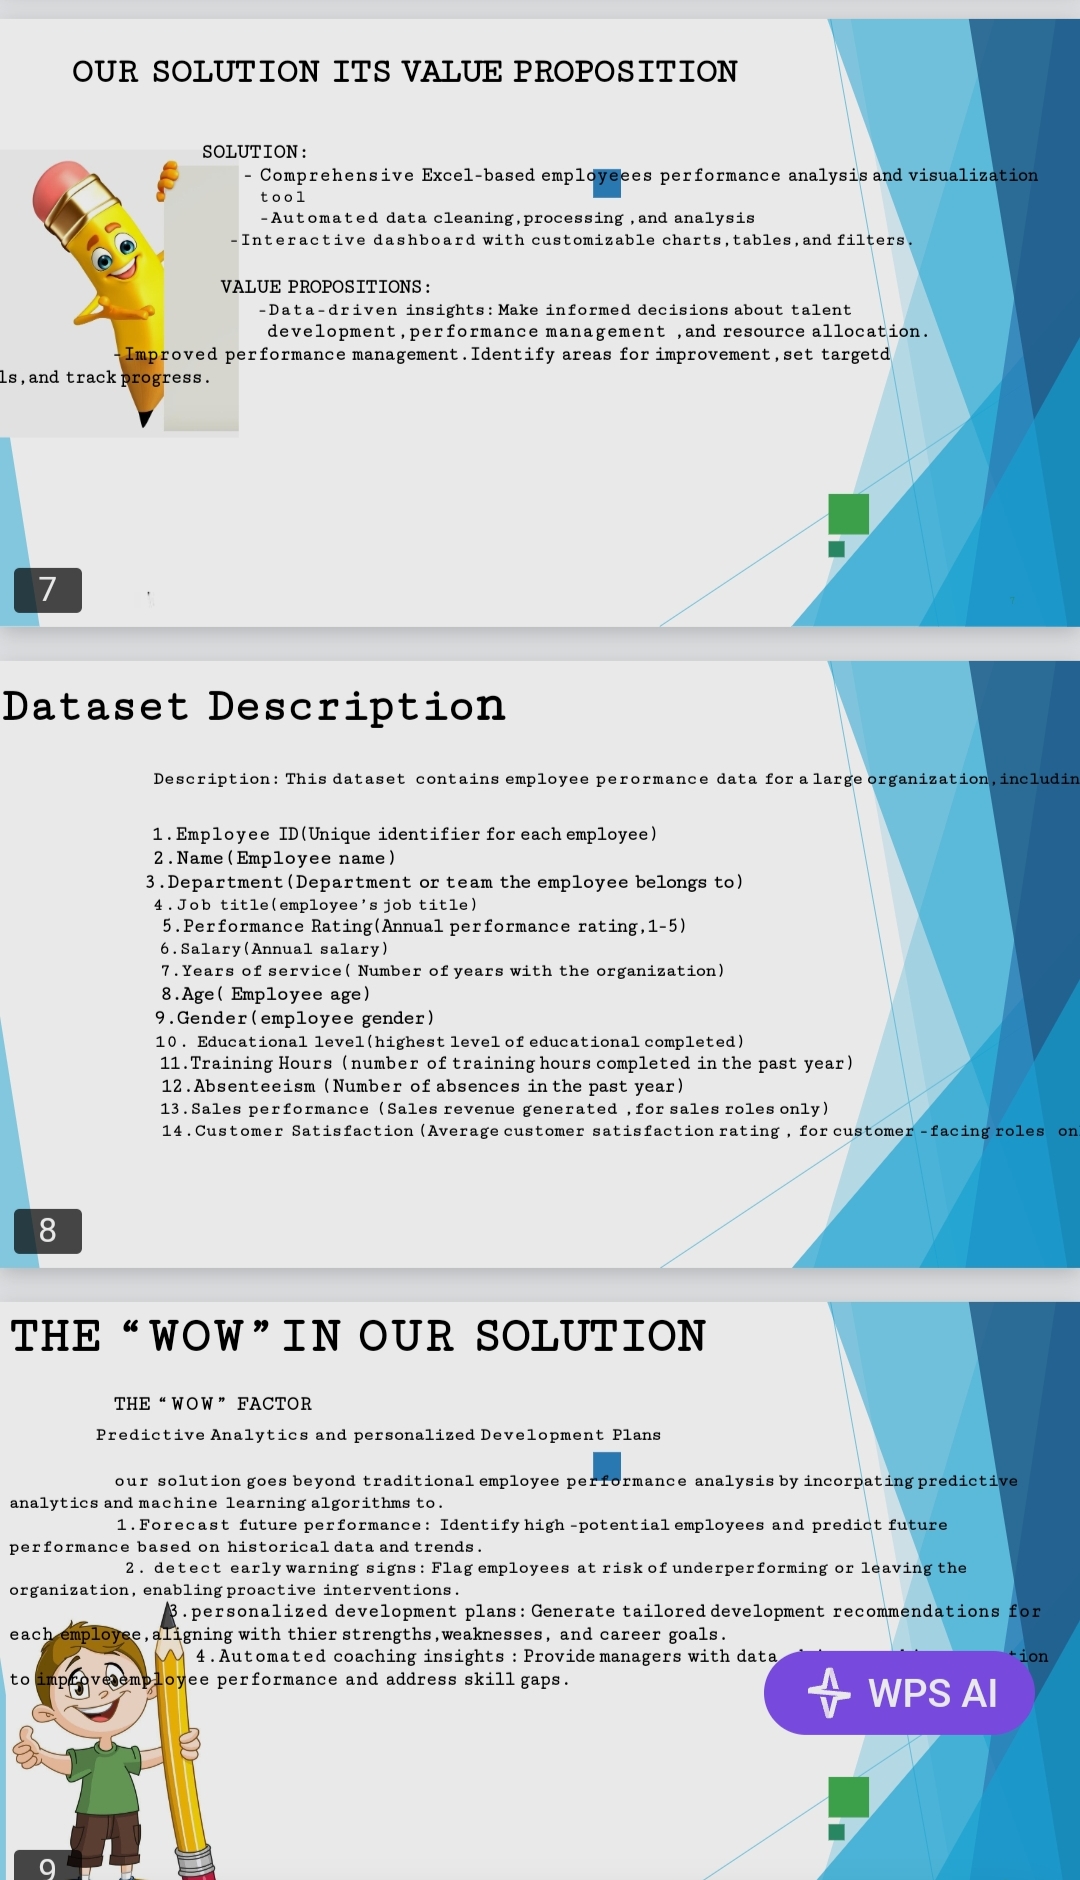 OUR SOLUTION ITS VALUE PROPOSITION
SOLUTION:
- Comprehensive Excel-based employeees performance analysis and visualization
tool
-Automated data cleaning,processing ,and analysis
-Interactive dashboard with customizable charts,tables,and filters.
VALUE PROPOSITIONS:
-Data-driven insights: Make informed decisions about talent
development,performance management ,and resource allocation.
-Improved performance management.Identify areas for improvement,set targetd
ls,and track progress.
7
Dataset Description
Description: This dataset contains employee perormance data for a large organization,includin
1.Employee ID(Unique identifier for each employee)
2.Name(Employee name)
3.Department(Department or team the employee belongs to)
4.Job title(employee's job title)
5.Performance Rating(Annual performance rating,1-5)
6.Salary(Annual salary)
7.Years of service( Number of years with the organization)
8.Age( Employee age)
9.Gender(employee gender)
10. Educational level(highest level of educational completed)
11.Training Hours (number of training hours completed in the past year)
12.Absenteeism (Number of absences in the past year)
13.Sales performance (Sales revenue generated ,for sales roles only)
14.Customer Satisfaction (Average customer satisfaction rating , for customer -facing roles on
8
THE “WOW” IN OUR SOLUTION
THE “WOW” FACTOR
Predictive Analytics and personalized Development Plans
our solution goes beyond traditional employee performance analysis by incorpating predictive
analytics and machine learning algorithms to.
1.Forecast future performance: Identify high -potential employees and predict future
performance based on historical data and trends.
2. detect early warning signs: Flag employees at risk of underperforming or leaving the
organization, enabling proactive interventions.
3.personalized development plans: Generate tailored development recommendations for
each employee,aligning with thier strengths,weaknesses, and career goals.
4.Automated coaching insights : Provide managers with data tion
to improve employee performance and address skill gaps.
WPS AI
9